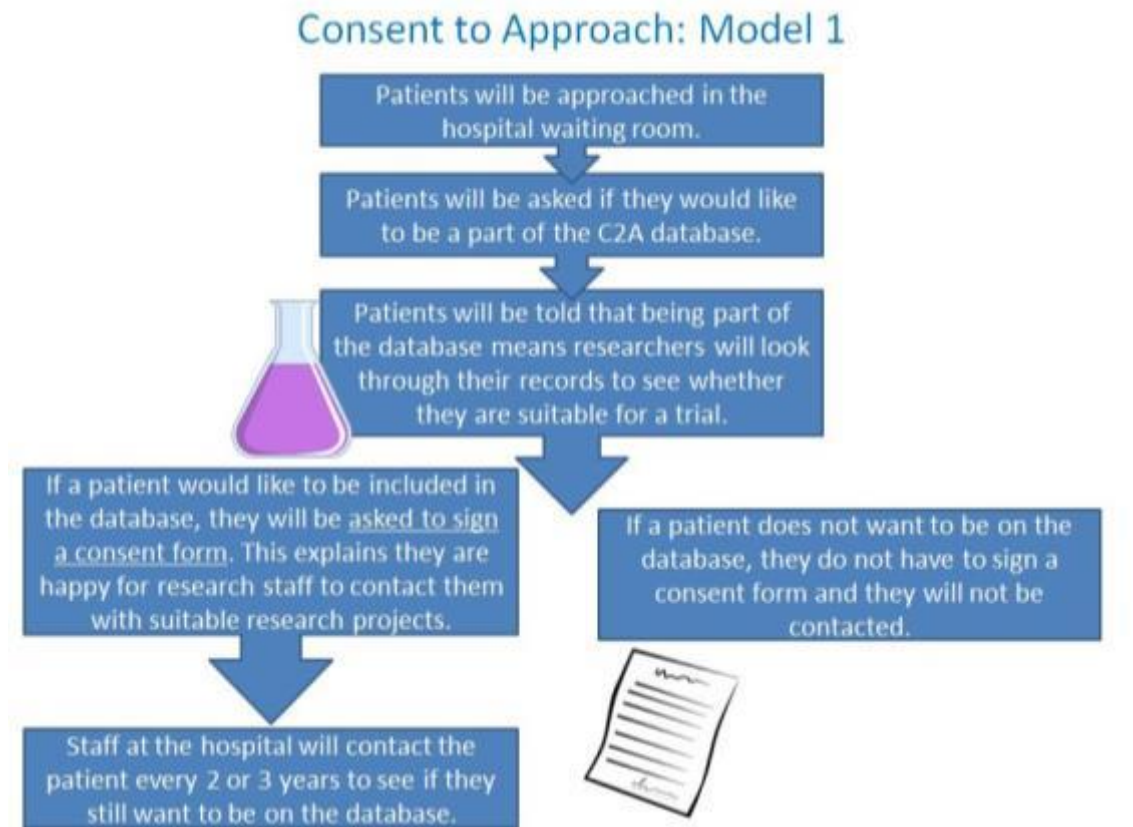 Consent to Approach: Model 1
Patients will be approached in the
hospital waiting room.
Patients will be asked if they would like
to be a part of the C2A database.
Patients will be told that being part of
the database means researchers will look
through their records to see whether
they are suitable for a trial.
If a patient would like to be included in
the database, they will be asked to sign
a consent form. This explains they are
happy for research staff to contact them
with suitable research projects.
If a patient does not want to be on the
database, they do not have to sign a
consent form and they will not be
contacted.
Staff at the hospital will contact the
patient every 2 or 3 years to see if they
still want to be on the database.